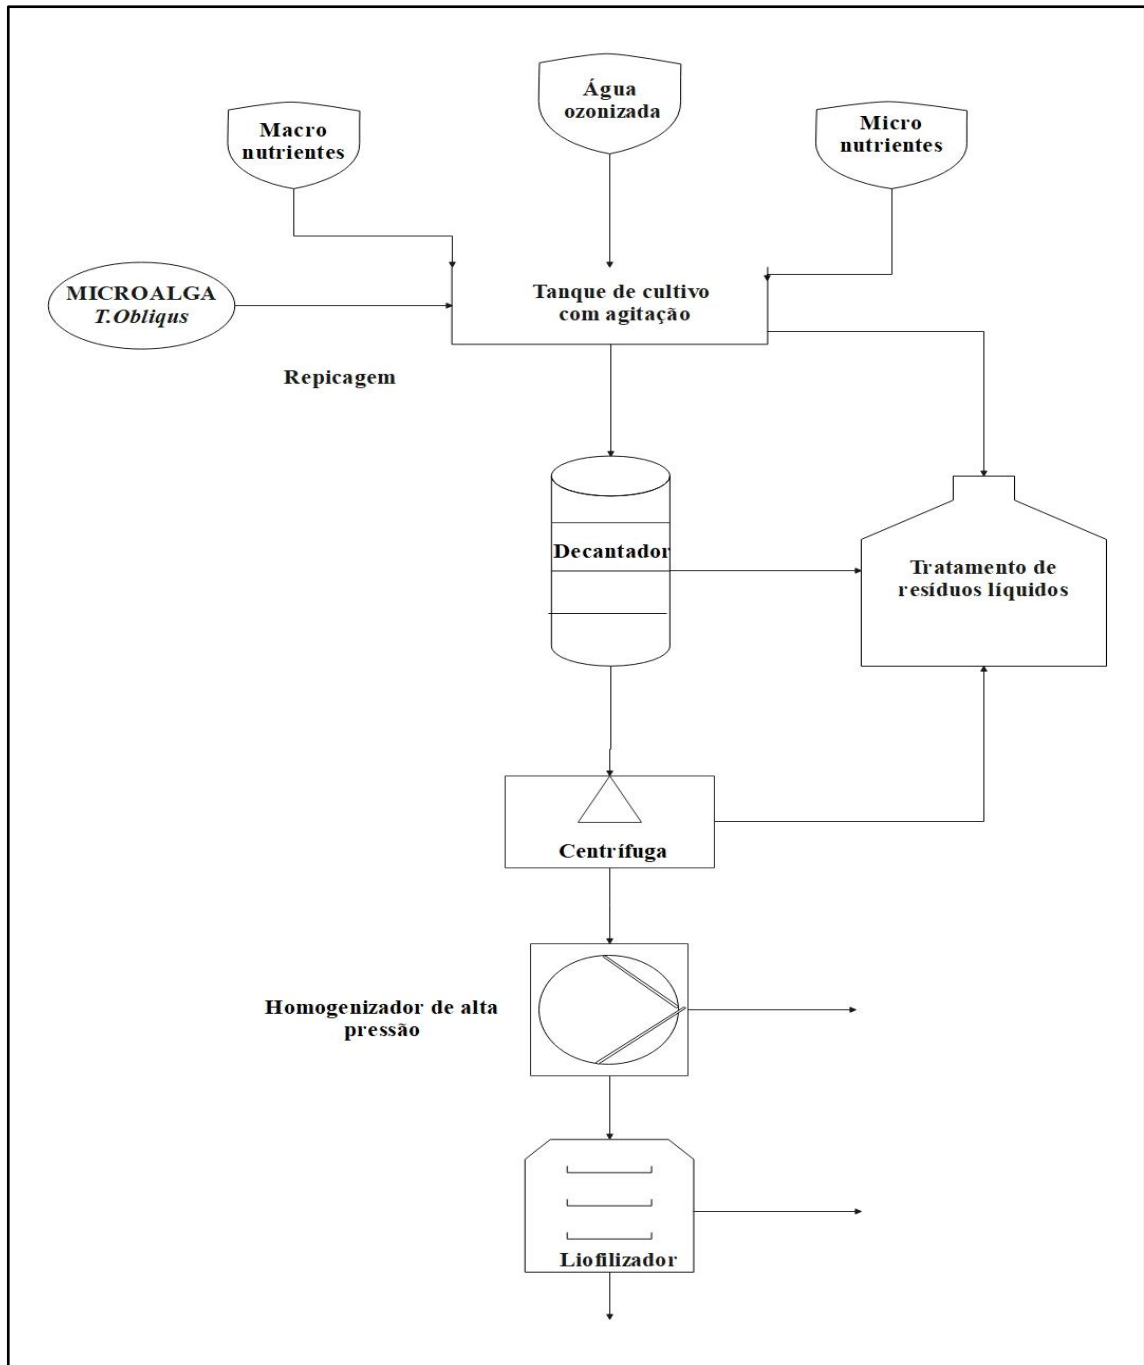 Água
ozonizada
Macro
nutrientes
Micro
nutrientes
MICROALGA
T.Obliqus
Tanque de cultivo
com agitação
Repicagem
Decantador
Tratamento de
resíduos líquidos
Centrífuga
Homogenizador de alta
pressão
Liofilizador